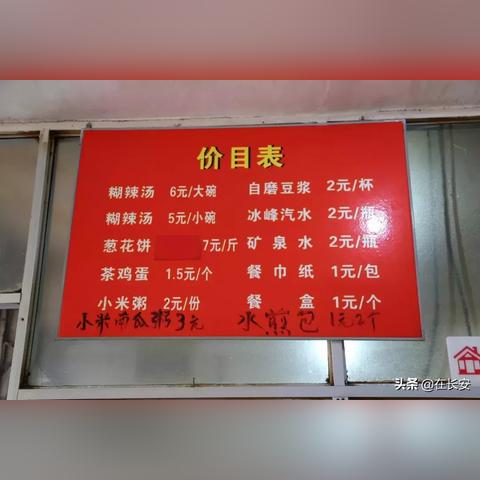 价目表
糊辣汤 6元/大碗 自磨豆浆 2元/杯
糊辣汤 5元/小碗 冰峰汽水 2元/瓶
葱花饼 7元/斤 矿泉水 2元/瓶
茶鸡蛋 1.5元/个 餐巾纸 1元/包
小米粥 2元/份 餐盒 1元/个
小米南瓜粥3元 水煎包 1元2个
头条 @在长安